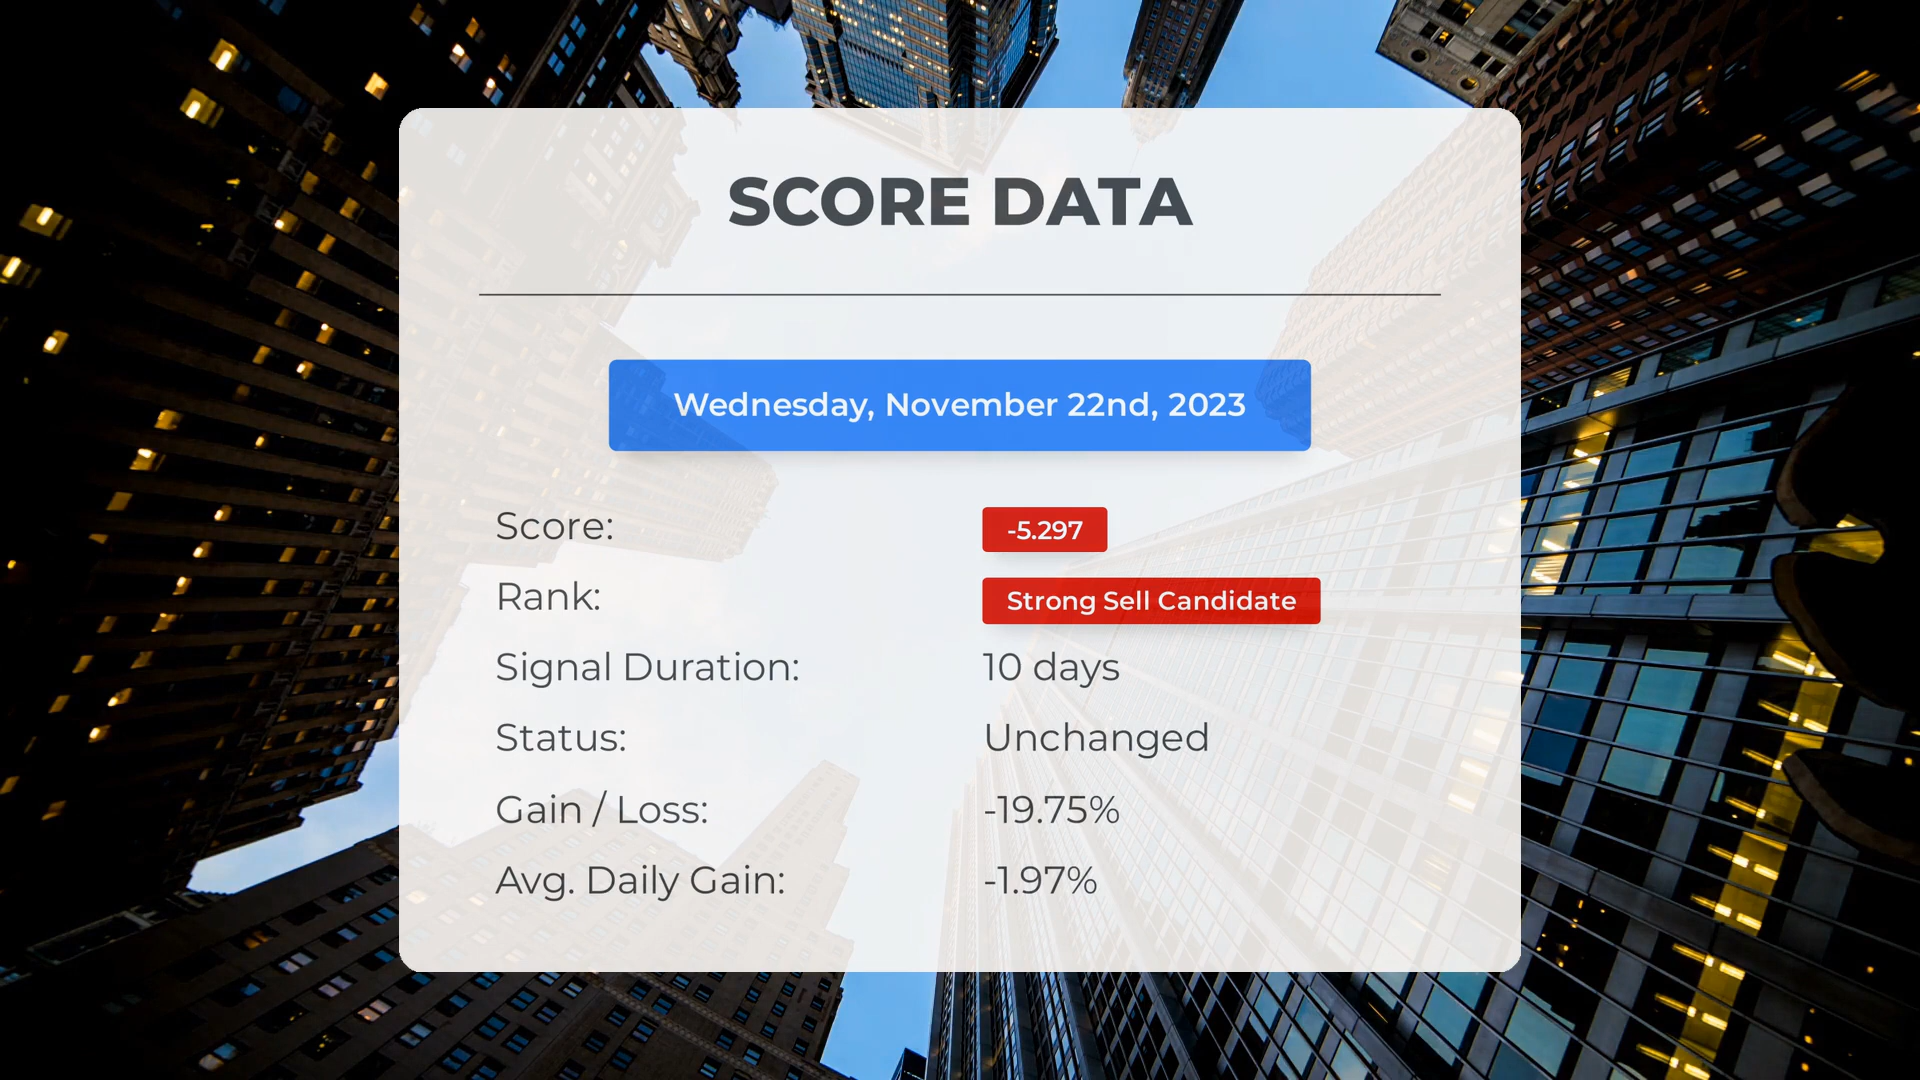 SCORE DATA
Wednesday, November 22nd, 2023
Score: -5.297
Rank: Strong Sell Candidate
Signal Duration: 10 days
Status: Unchanged
Gain / Loss: -19.75%
Avg. Daily Gain: -1.97%